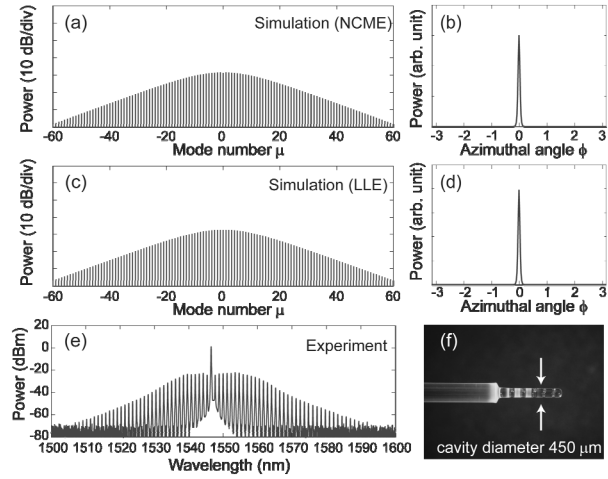 (a) Simulation (NCME)
Power (10 dB/div)
-60 -40 -20 0 20 40 60
Mode number μ
(b)
Power (arb. unit)
-3 -2 -1 0 1 2 3
Azimuthal angle ϕ
(c) Simulation (LLE)
Power (10 dB/div)
-60 -40 -20 0 20 40 60
Mode number μ
(d)
Power (arb. unit)
-3 -2 -1 0 1 2 3
Azimuthal angle ϕ
(e) Experiment
Power (dBm)
20
0
-20
-40
-60
-80
1500 1510 1520 1530 1540 1550 1560 1570 1580 1590 1600
Wavelength (nm)
(f)
cavity diameter 450 μm